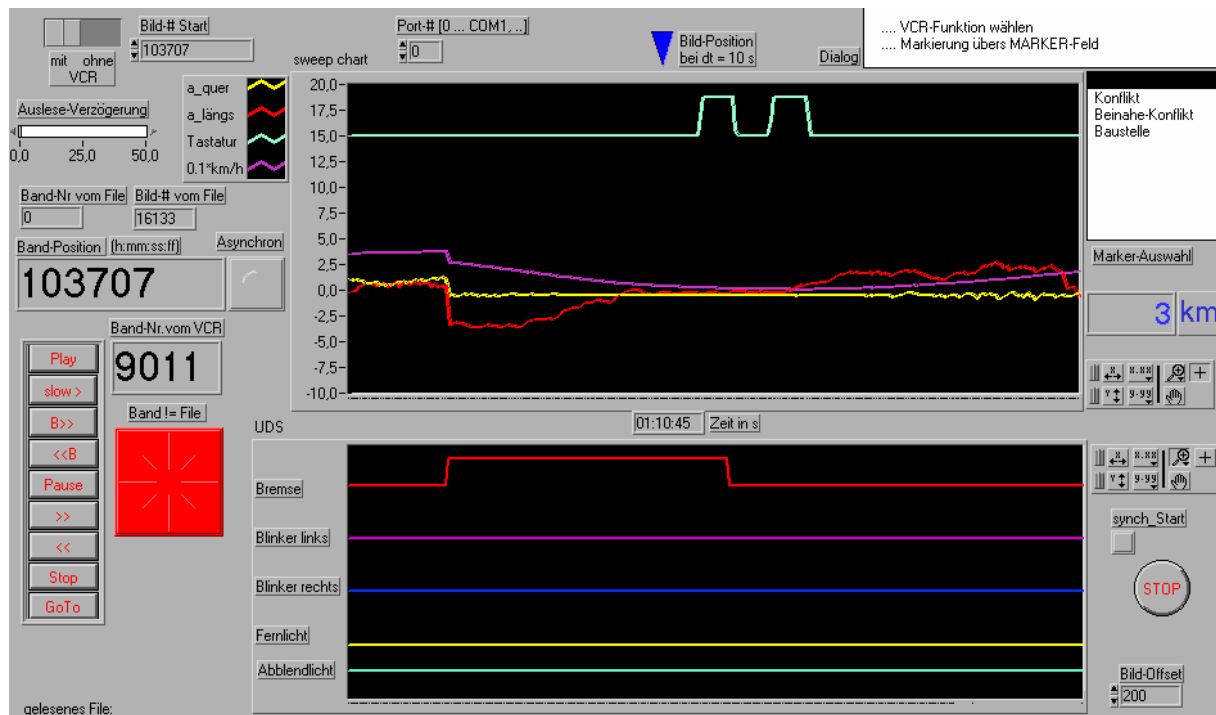 Bild-# Start
103707
mit ohne
VCR
Port-# [0 ... COM1,..]
0
sweep chart
Bild-Position
bei dt = 10 s
Dialog
.... VCR-Funktion wählen
.... Markierung übers MARKER-Feld
Auslese-Verzögerung
0,0 25,0 50,0
a_quer
a_längs
Tastatur
0.1*km/h
20,0
17,5
15,0
12,5
10,0
7,5
5,0
2,5
0,0
-2,5
-5,0
-7,5
-10,0
Konflikt
Beinahe-Konflikt
Baustelle
Marker-Auswahl
3 km
Band-Nr vom File
0
Bild-# vom File
16133
Band-Position (h:mm:ss:ff)
103707
Asynchron
Band-Nr.vom VCR
9011
Band != File
Play
slow >
B>>
<<B
Pause
>>
<<
Stop
GoTo
X X.XX
Y Y.YY
01:10:45 Zeit in s
UDS
Bremse
Blinker links
Blinker rechts
Fernlicht
Abblendlicht
X X.XX
Y Y.YY
synch_Start
STOP
Bild-Offset
200
gelesenes File: